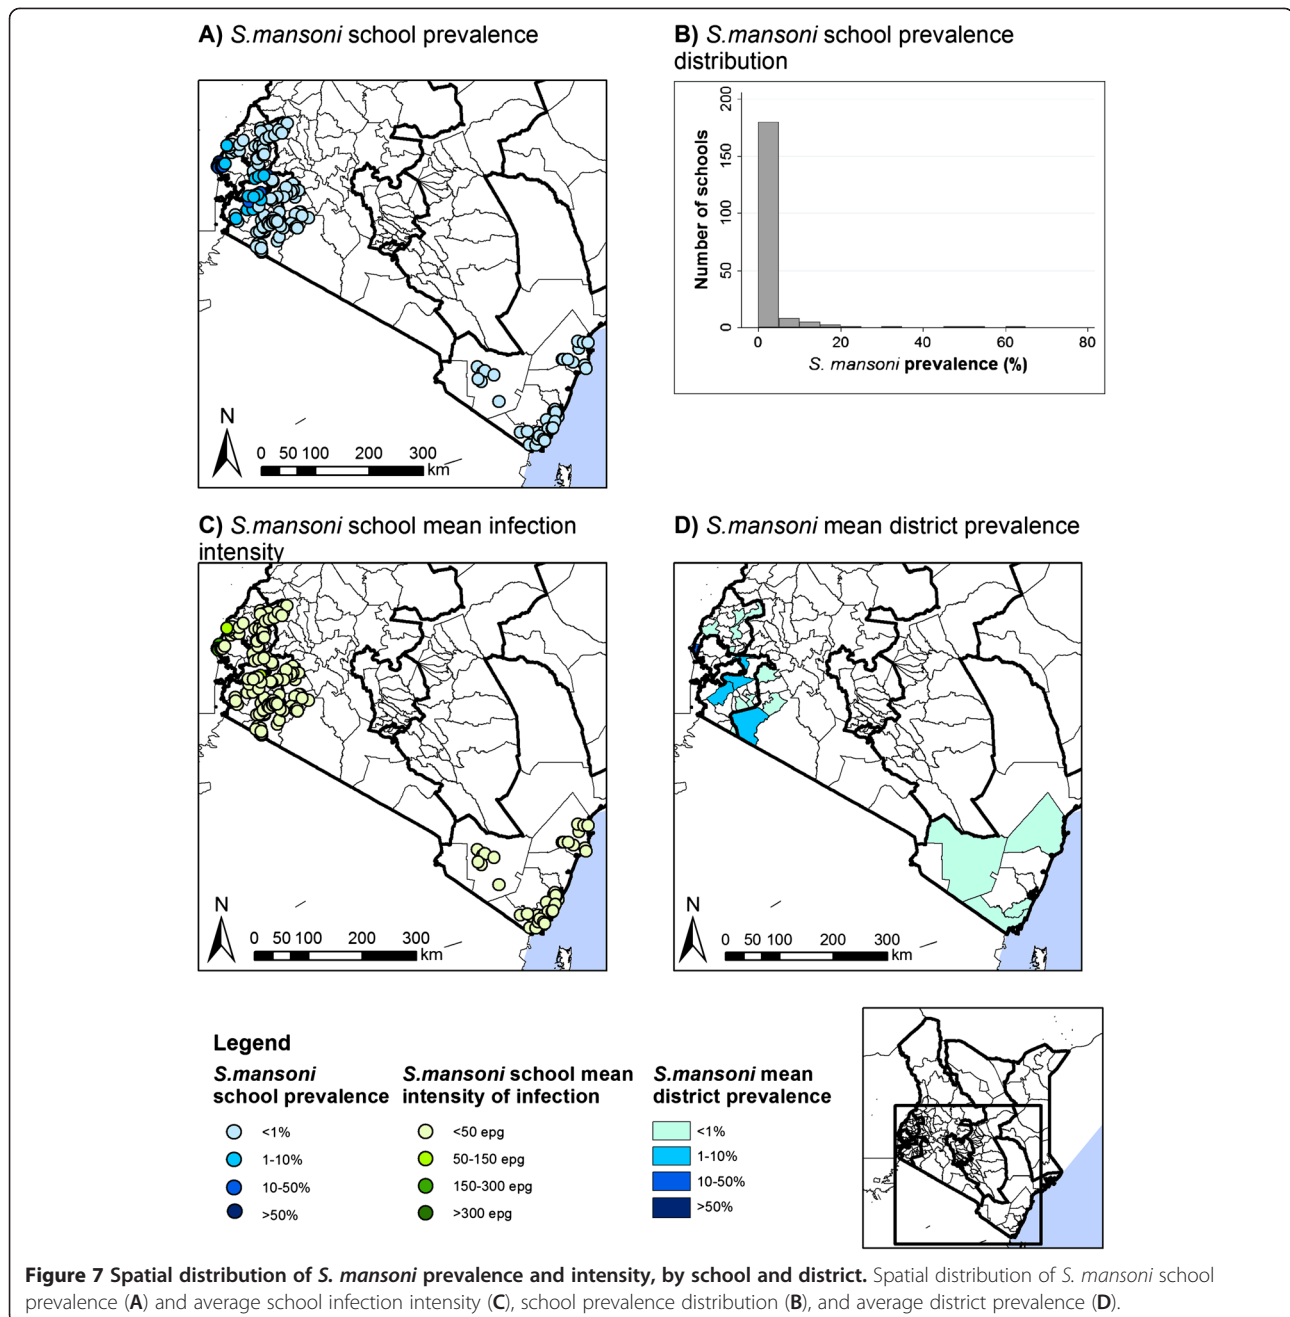 A) S.mansoni school prevalence
B) S.mansoni school prevalence
distribution
N
0 50 100 200 300
km
200
150
100
50
0
Number of schools
0 20 40 60 80
S. mansoni prevalence (%)
C) S.mansoni school mean infection
intensity
N
0 50 100 200 300
km
D) S.mansoni mean district prevalence
N
0 50 100 200 300
km
Legend
S.mansoni
school prevalence
<1%
1-10%
10-50%
>50%
S.mansoni school mean
intensity of infection
<50 epg
50-150 epg
150-300 epg
>300 epg
S.mansoni mean
district prevalence
<1%
1-10%
10-50%
>50%
Figure 7 Spatial distribution of S. mansoni prevalence and intensity, by school and district. Spatial distribution of S. mansoni school
prevalence (A) and average school infection intensity (C), school prevalence distribution (B), and average district prevalence (D).